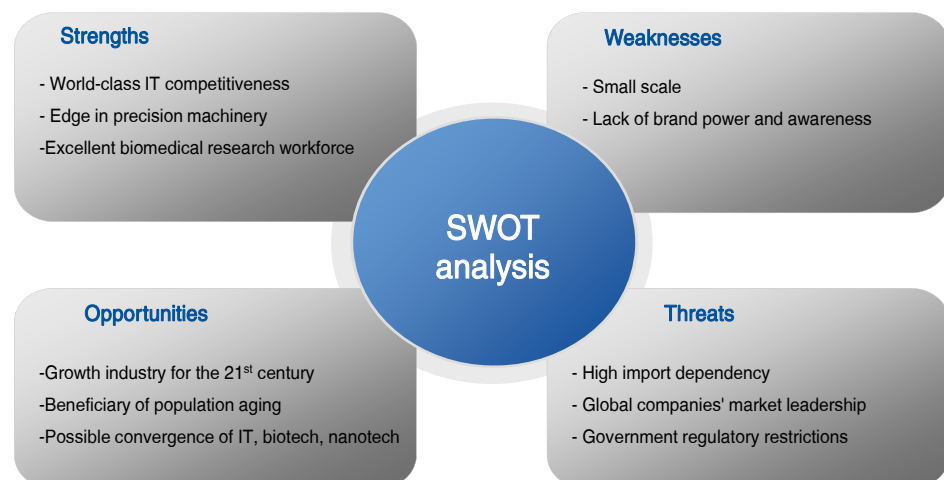 Strengths
- World-class IT competitiveness
- Edge in precision machinery
-Excellent biomedical research workforce
Weaknesses
- Small scale
- Lack of brand power and awareness
SWOT
analysis
Opportunities
-Growth industry for the 21st century
-Beneficiary of population aging
-Possible convergence of IT, biotech, nanotech
Threats
- High import dependency
- Global companies' market leadership
- Government regulatory restrictions